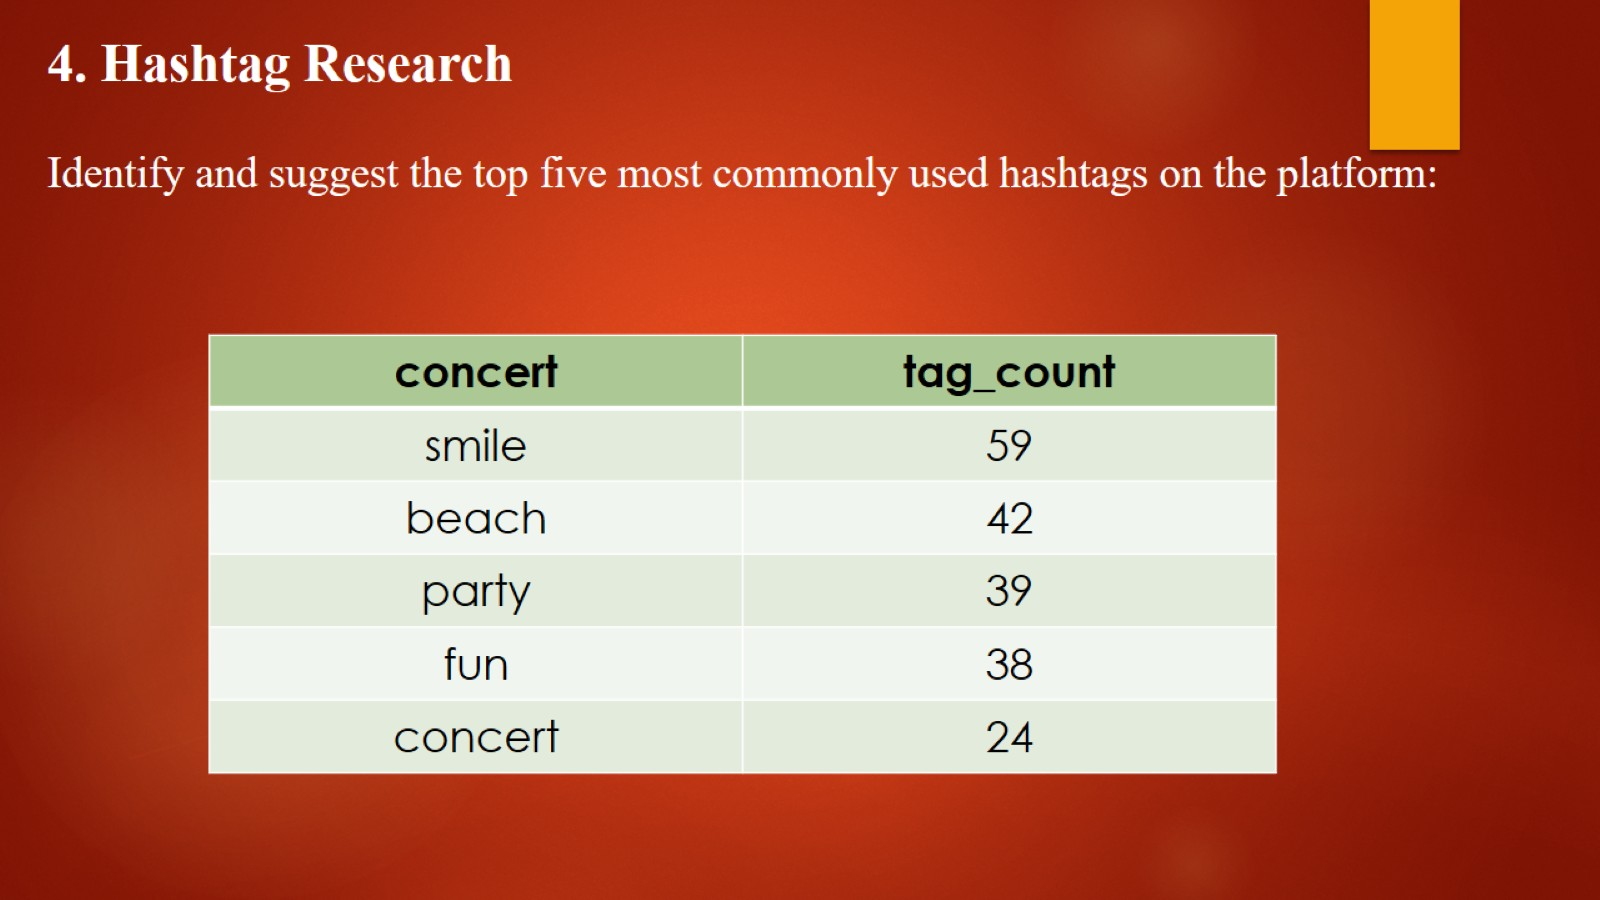 4. Hashtag Research
Identify and suggest the top five most commonly used hashtags on the platform:
concert tag_count
smile 59
beach 42
party 39
fun 38
concert 24